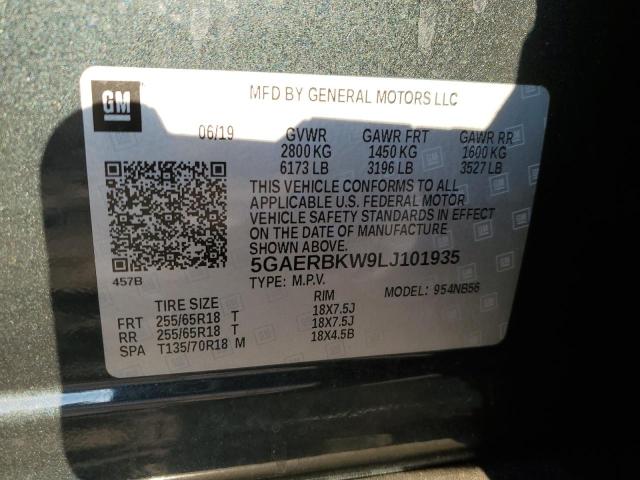 GM
MFD BY GENERAL MOTORS LLC
06/19 GVWR GAWR FRT GAWR RR
2800 KG 1450 KG 1600 KG
6173 LB 3196 LB 3527 LB
THIS VEHICLE CONFORMS TO ALL
APPLICABLE U.S. FEDERAL MOTOR
VEHICLE SAFETY STANDARDS IN EFFECT
ON THE DATE OF MANUFACTURE
SHOWN ABOVE.
457B
5GAERBKW9LJ101935
TYPE: M.P.V. MODEL: 954NB56
TIRE SIZE RIM
FRT 255/65R18 T 18X7.5J
RR 255/65R18 T 18X7.5J
SPA T135/70R18 M 18X4.5B